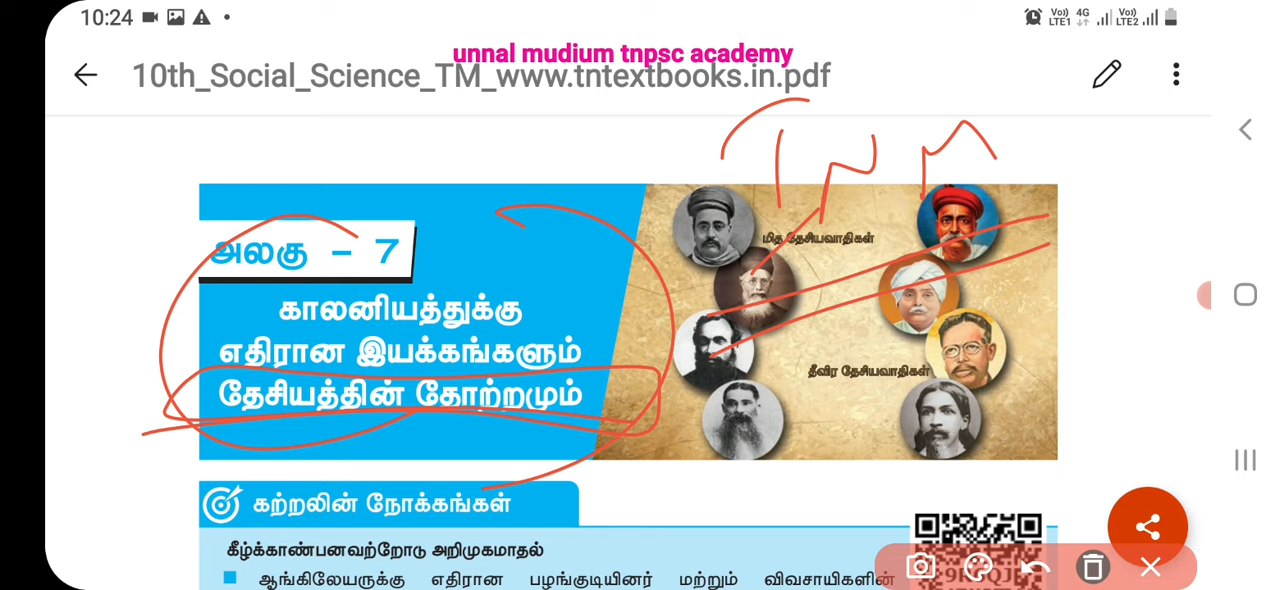 10:24
Vo)) LTE1 4G Vo)) LTE2
unnal mudium tnpsc academy
10th_Social_Science_TM_www.tntextbooks.in.pdf
அலகு - 7
காலனியத்துக்கு
எதிரான இயக்கங்களும்
தேசியத்தின் தோற்றமும்
மித தேசியவாதிகள்
தீவிர தேசியவாதிகள்
கற்றலின் நோக்கங்கள்
கீழ்க்காண்பனவற்றோடு அறிமுகமாதல்
ஆங்கிலேயருக்கு எதிரான பழங்குடியினர் மற்றும் விவசாயிகளின்